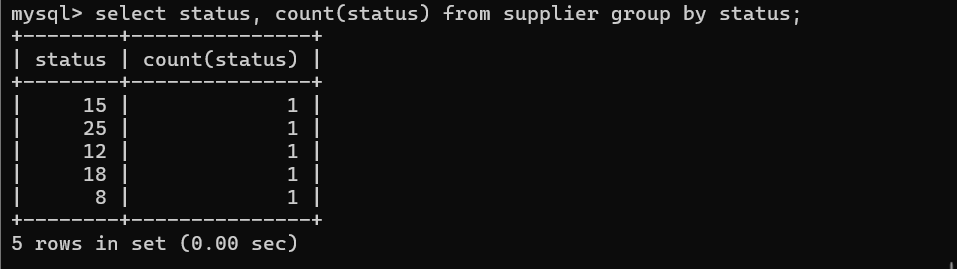 mysql> select status, count(status) from supplier group by status;
+--------+---------------+
| status | count(status) |
+--------+---------------+
|     15 |             1 |
|     25 |             1 |
|     12 |             1 |
|     18 |             1 |
|      8 |             1 |
+--------+---------------+
5 rows in set (0.00 sec)